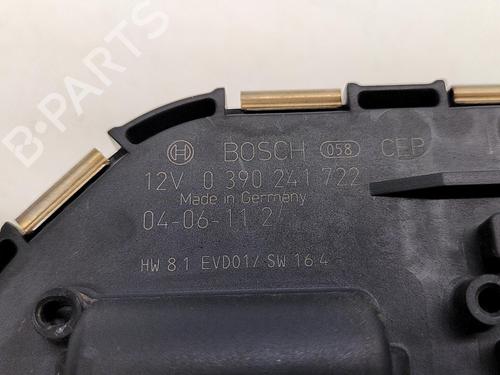 B-PARTS
BOSCH 058 CEP
12V 0 390 241 722
Made in Germany
04-06-11 2/
HW 8.1 EVD01/ SW 16.4